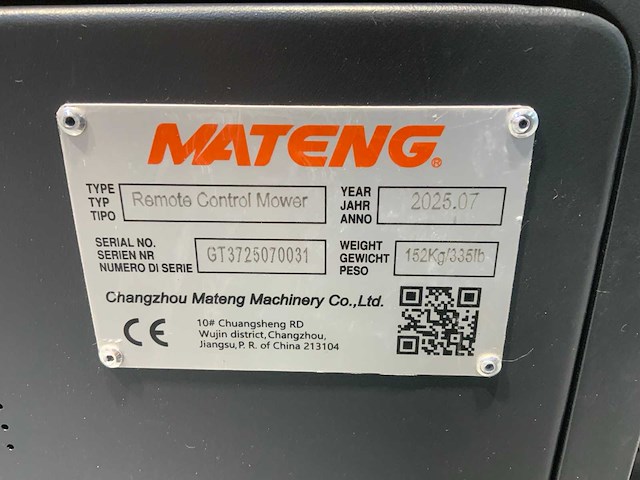 MATENG®
TYPE
TYP
TIPO
Remote Control Mower
YEAR
JAHR
ANNO
2025.07
SERIAL NO.
SERIEN NR
NUMERO DI SERIE
GT3725070031
WEIGHT
GEWICHT
PESO
152Kg/335lb
Changzhou Mateng Machinery Co.,Ltd.
CE
10# Chuangsheng RD
Wujin district,Changzhou,
Jiangsu,P. R. of China 213104